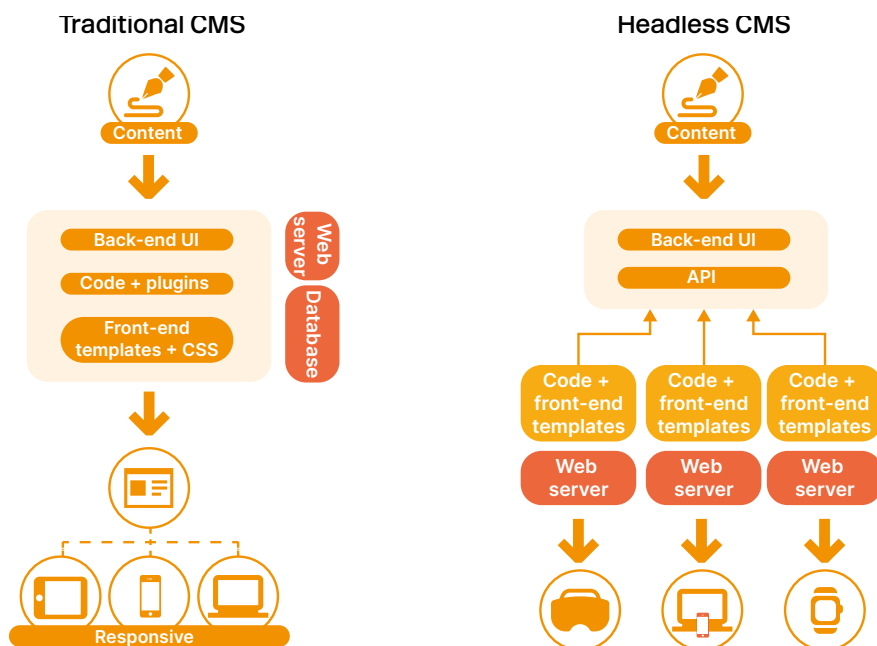 Traditional CMS
Content
Back-end UI
Code + plugins
Front-end
templates + CSS
Web
server
Database
Responsive
Headless CMS
Content
Back-end UI
API
Code +
front-end
templates
Code +
front-end
templates
Code +
front-end
templates
Web
server
Web
server
Web
server